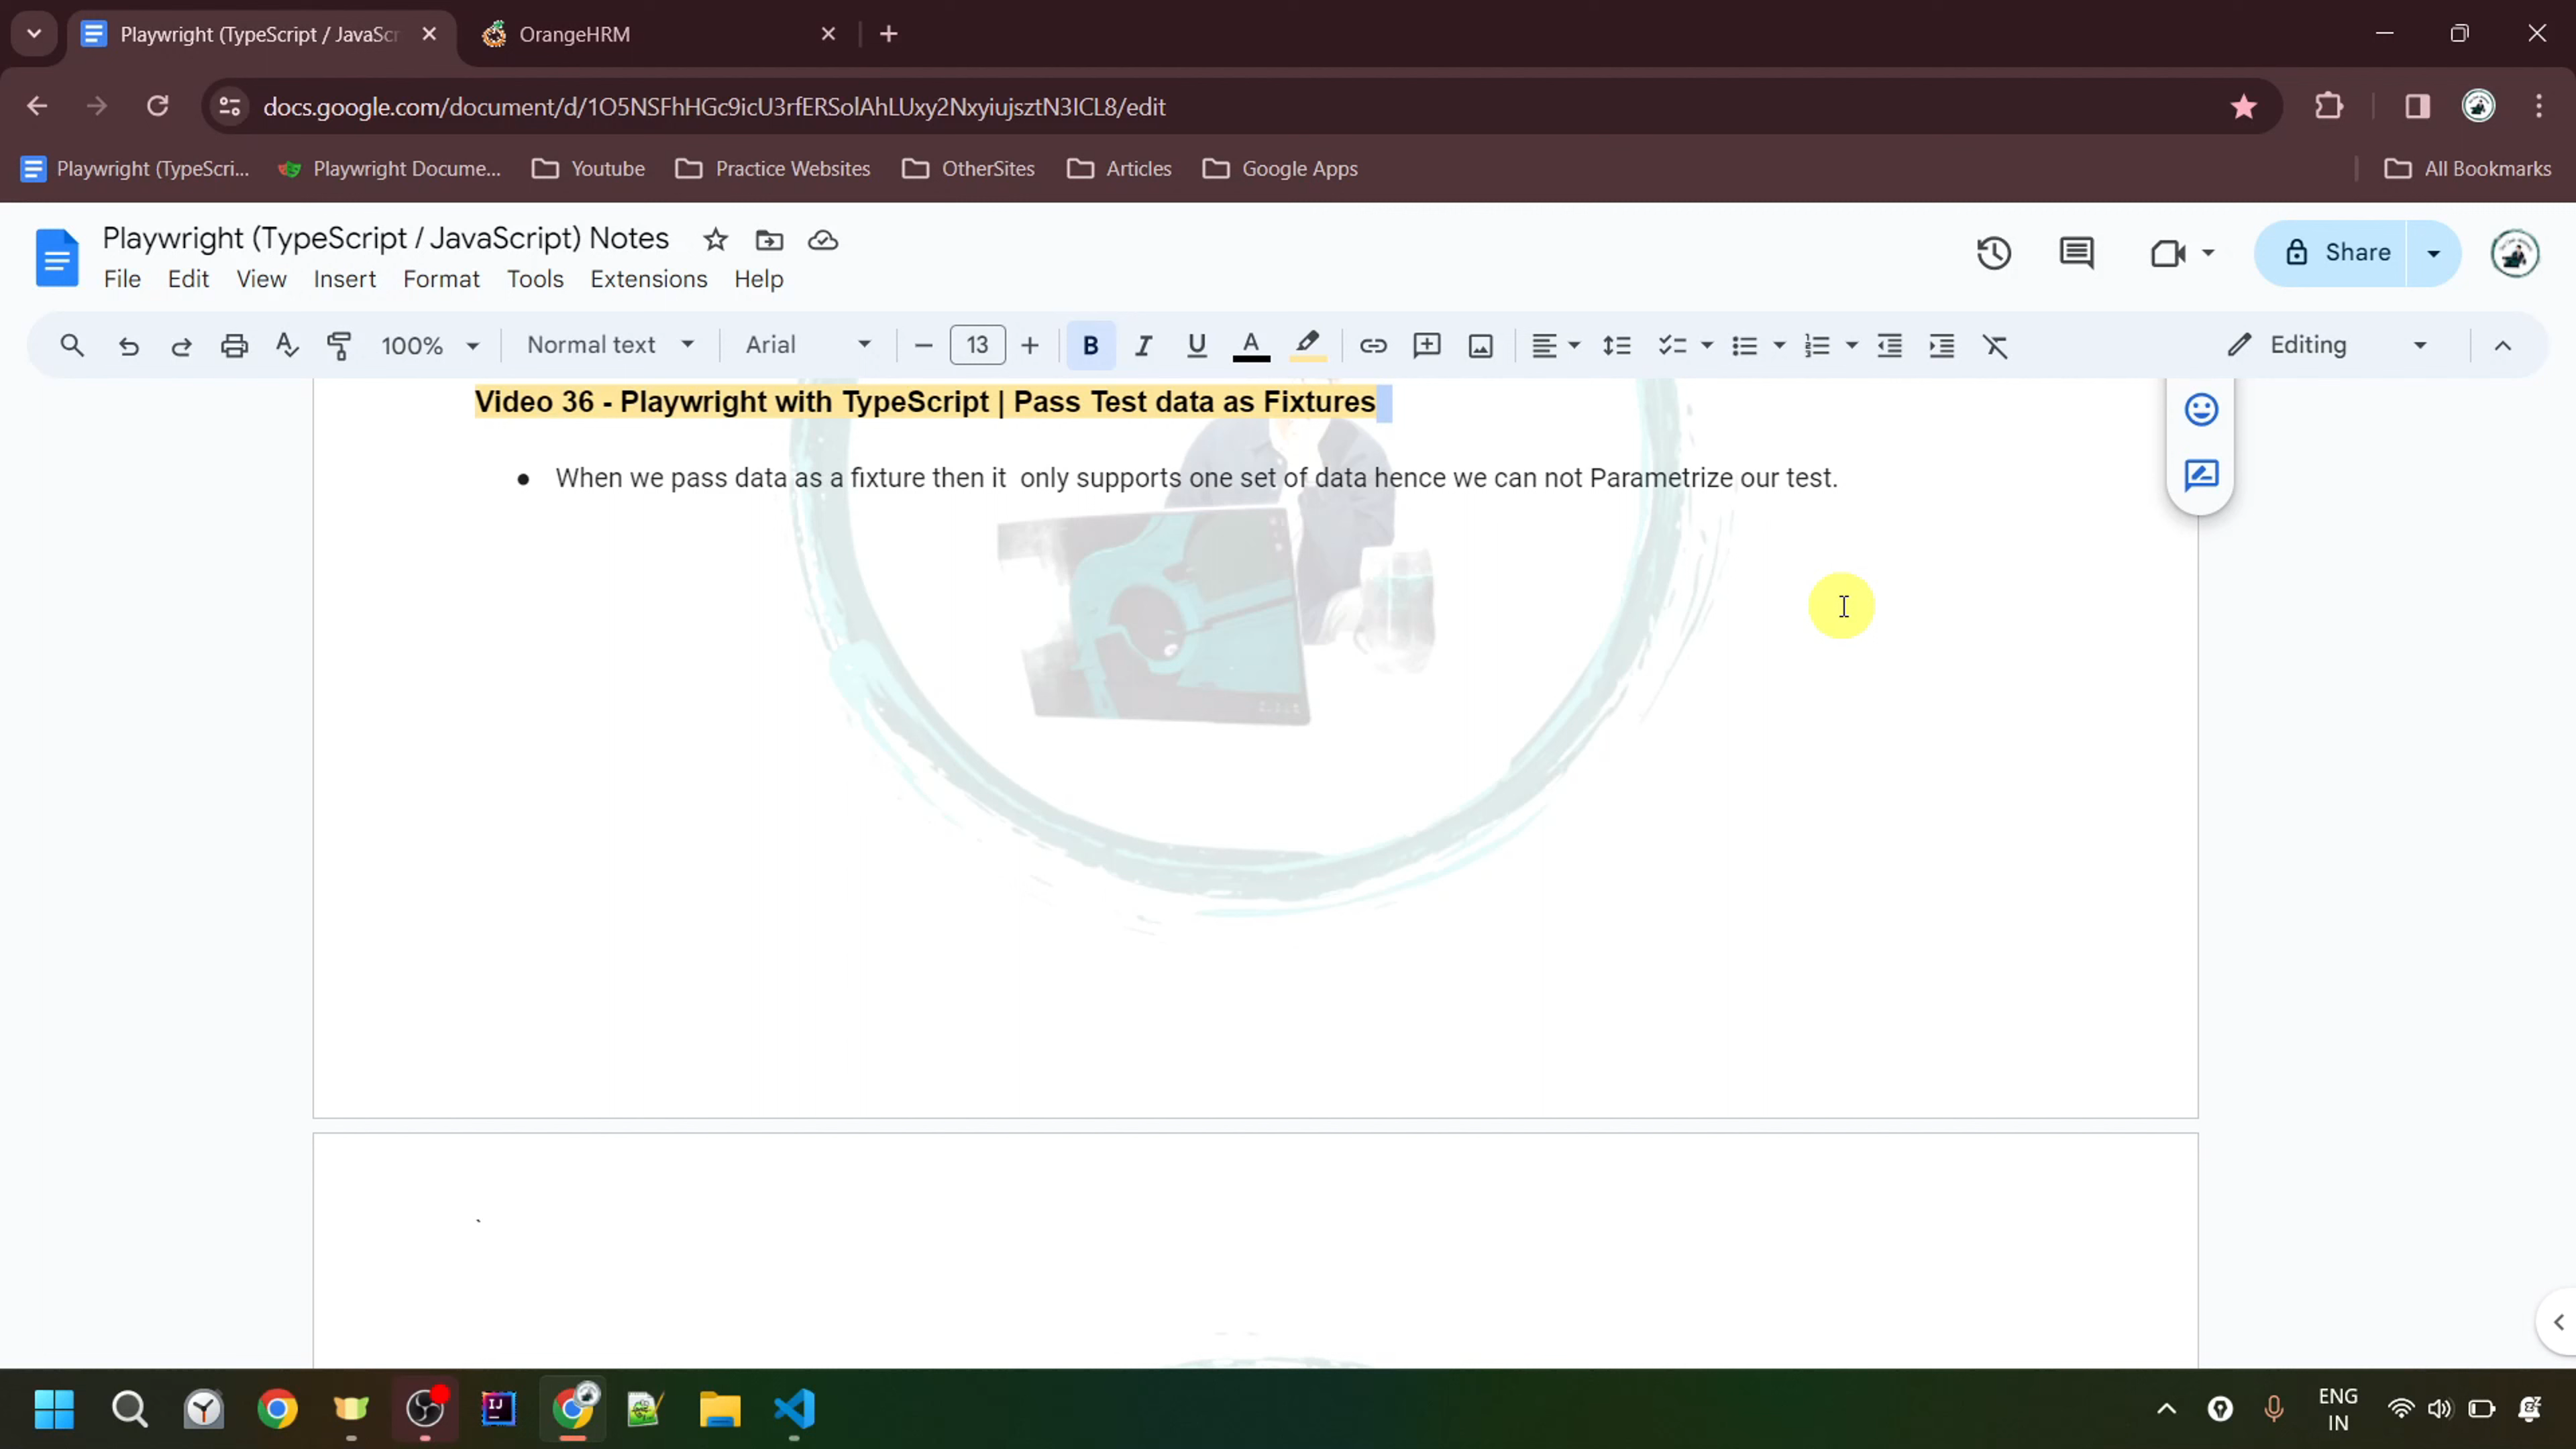 Playwright (TypeScript / JavaScr
OrangeHRM
docs.google.com/document/d/1O5NSFhHGc9icU3rfERSolAhLUxy2NxyiujsztN3ICL8/edit
Playwright (TypeScri...
Playwright Docume...
Youtube
Practice Websites
OtherSites
Articles
Google Apps
All Bookmarks
Playwright (TypeScript / JavaScript) Notes
File Edit View Insert Format Tools Extensions Help
Share
100%
Normal text
Arial
13
B
I
U
A
Editing
Video 36 - Playwright with TypeScript | Pass Test data as Fixtures
● When we pass data as a fixture then it  only supports one set of data hence we can not Parametrize our test.
`
IJ
ENG
IN